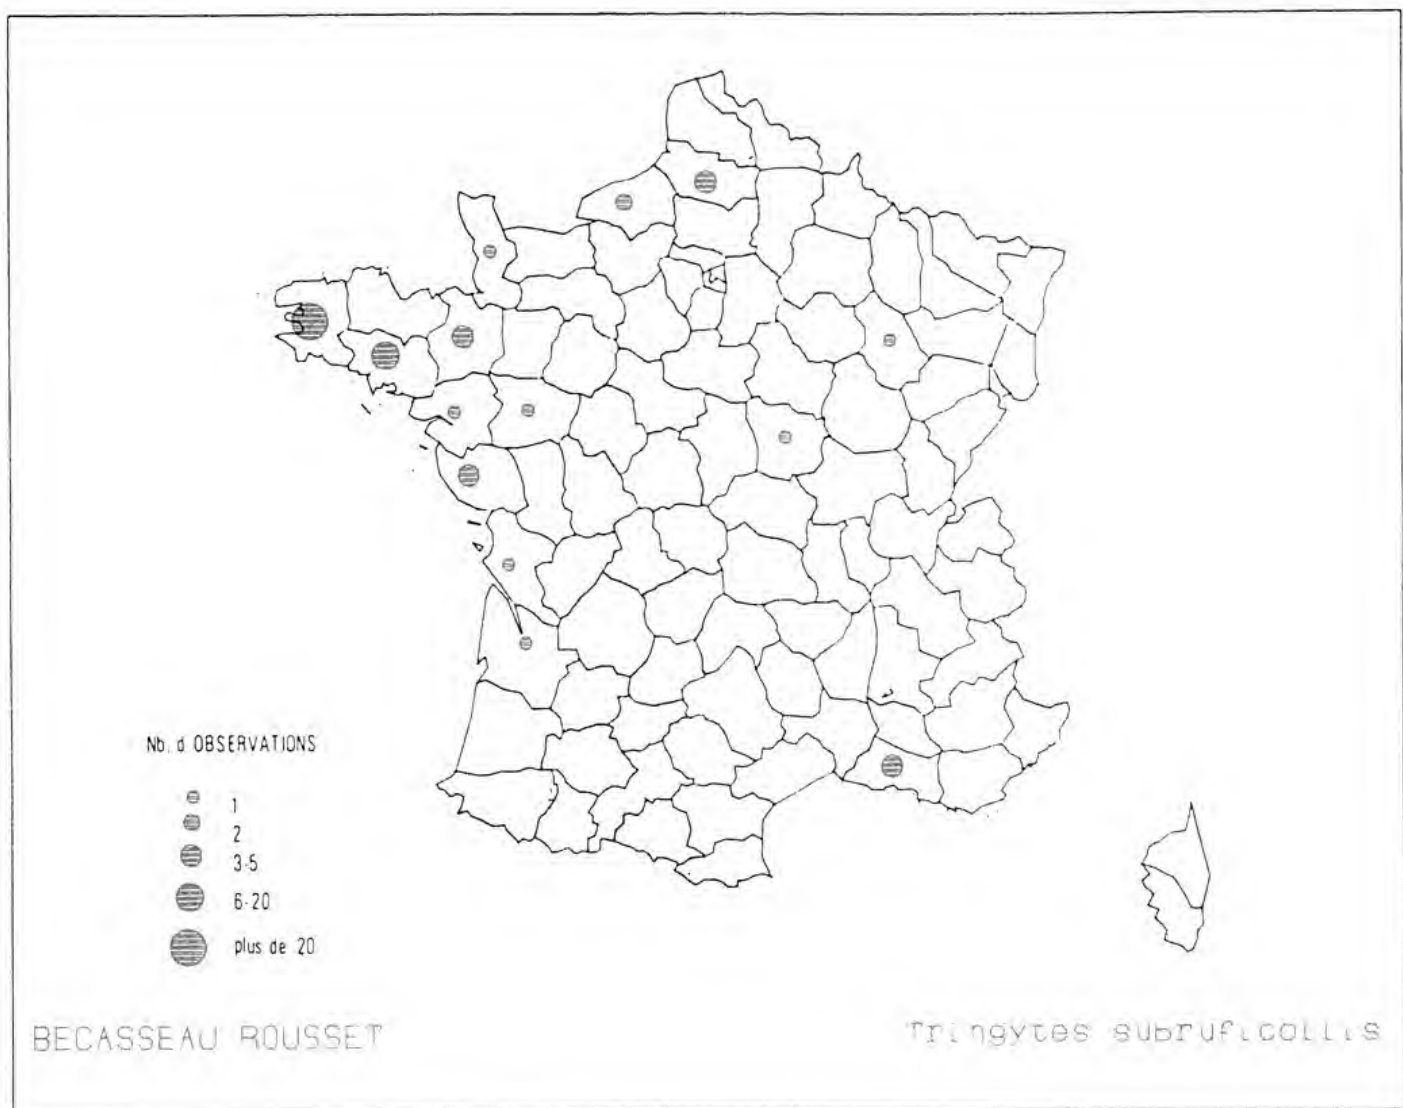 Nb. d OBSERVATIONS
1
2
3-5
6-20
plus de 20
BECASSEAU ROUSSET
Tringytes subruficollis